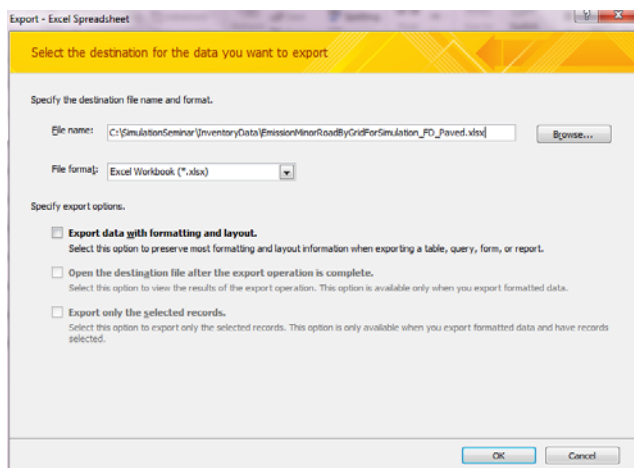 Export - Excel Spreadsheet
Select the destination for the data you want to export
Specify the destination file name and format.
File name: C:\SimulationSeminar\InventoryData\EmissionMinorRoadByGridForSimulation_FD_Paved.xlsx Browse...
File format: Excel Workbook (*.xlsx)
Specify export options.
Export data with formatting and layout.
Select this option to preserve most formatting and layout information when exporting a table, query, form, or report.
Open the destination file after the export operation is complete.
Select this option to view the results of the export operation. This option is available only when you export formatted data.
Export only the selected records.
Select this option to export only the selected records. This option is only available when you export formatted data and have records
selected.
OK Cancel